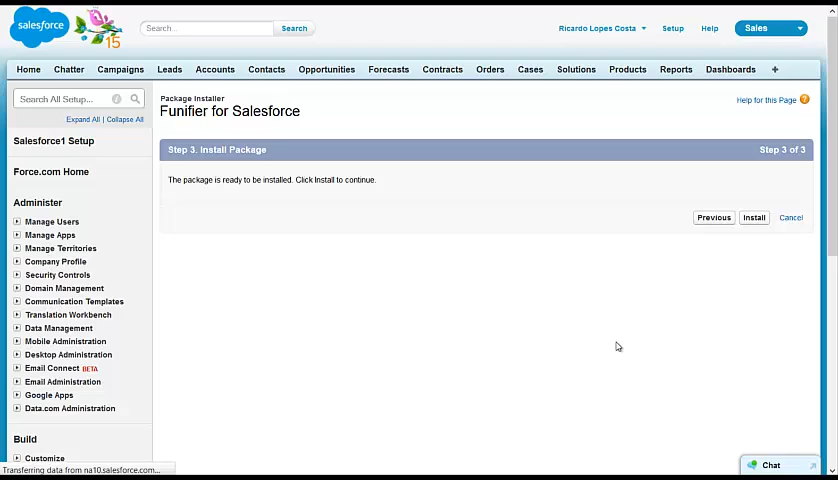 salesforce
15
Search...
Search
Ricardo Lopes Costa
Setup
Help
Sales
Home
Chatter
Campaigns
Leads
Accounts
Contacts
Opportunities
Forecasts
Contracts
Orders
Cases
Solutions
Products
Reports
Dashboards
+
Search All Setup...
Expand All | Collapse All
Salesforce1 Setup
Force.com Home
Administer
Manage Users
Manage Apps
Manage Territories
Company Profile
Security Controls
Domain Management
Communication Templates
Translation Workbench
Data Management
Mobile Administration
Desktop Administration
Email Connect BETA
Email Administration
Google Apps
Data.com Administration
Build
Customize
Transferring data from na10.salesforce.com...
Package Installer
Funifier for Salesforce
Help for this Page ?
Step 3. Install Package
Step 3 of 3
The package is ready to be installed. Click Install to continue.
Previous
Install
Cancel
Chat